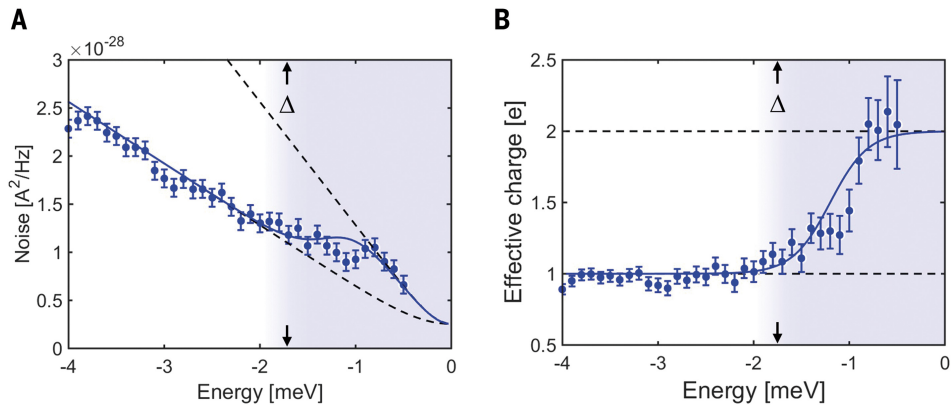 A
×10⁻²⁸
3
2.5
2
1.5
1
0.5
0
Noise [A²/Hz]
Δ
-4 -3 -2 -1 0
Energy [meV]
B
2.5
2
1.5
1
0.5
Effective charge [e]
Δ
-4 -3 -2 -1 0
Energy [meV]